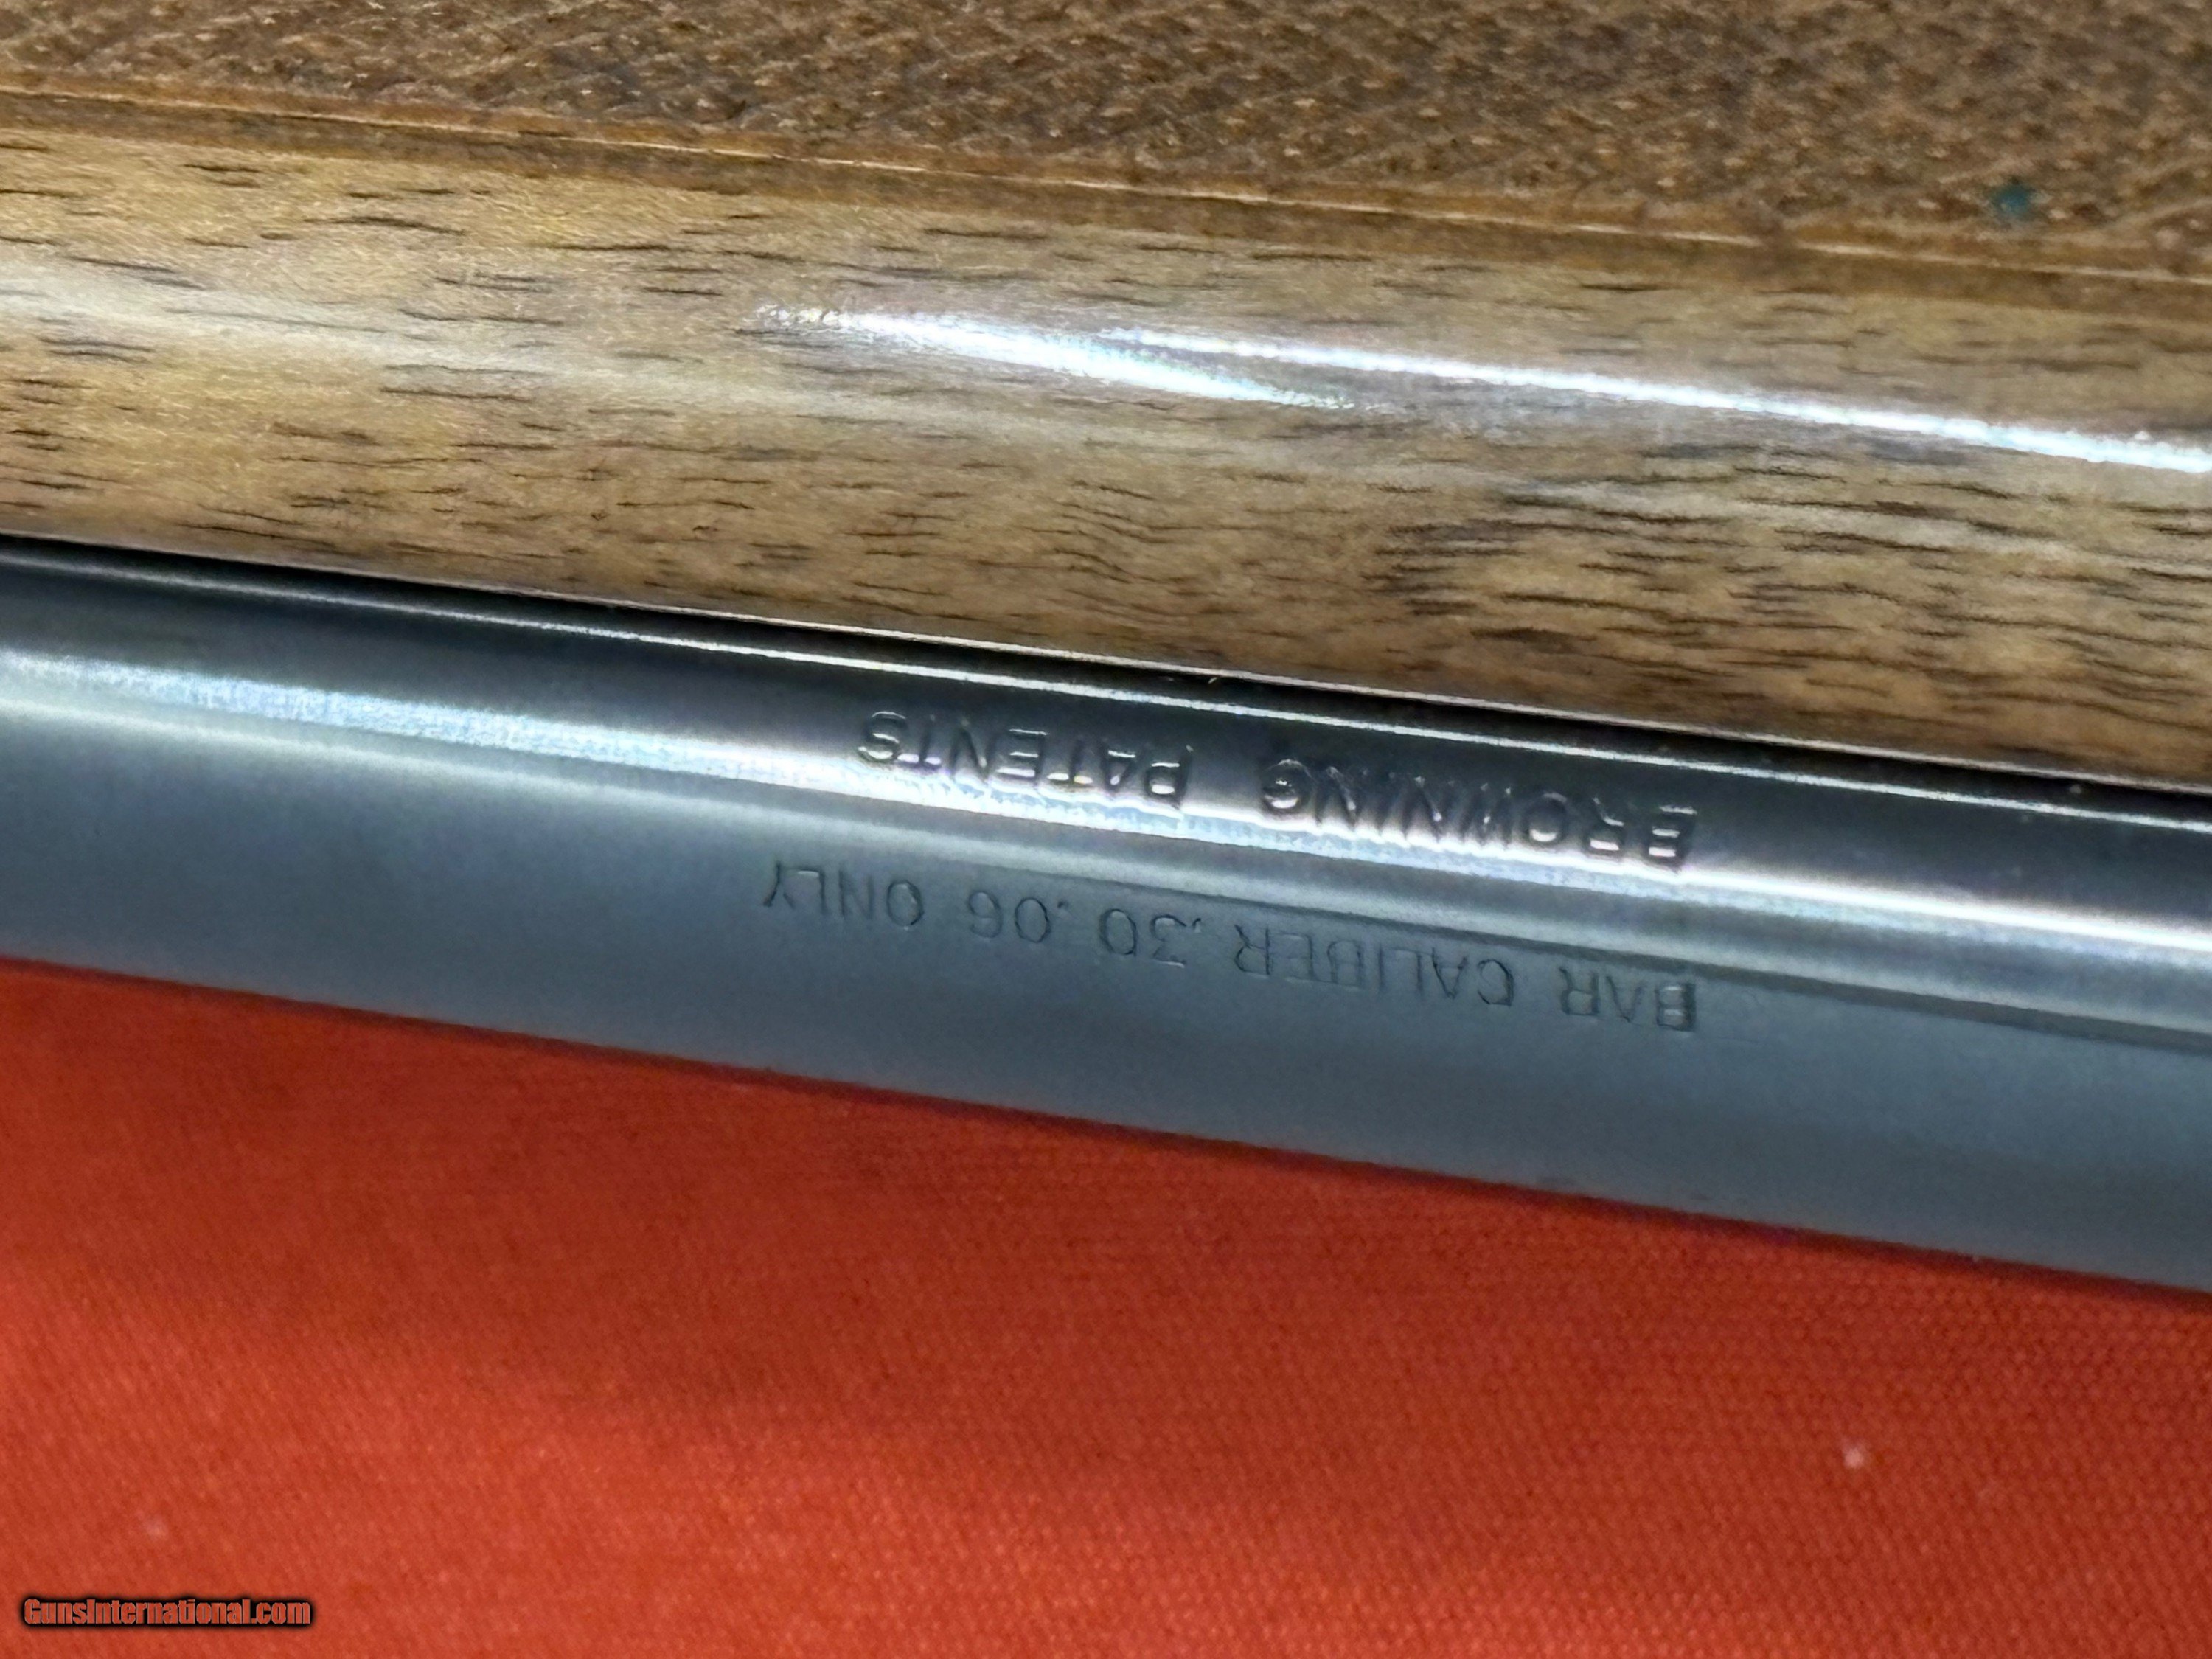 BROWNING PATENTS
BAR CALIBER .30 .06 ONLY
GunsInternational.com